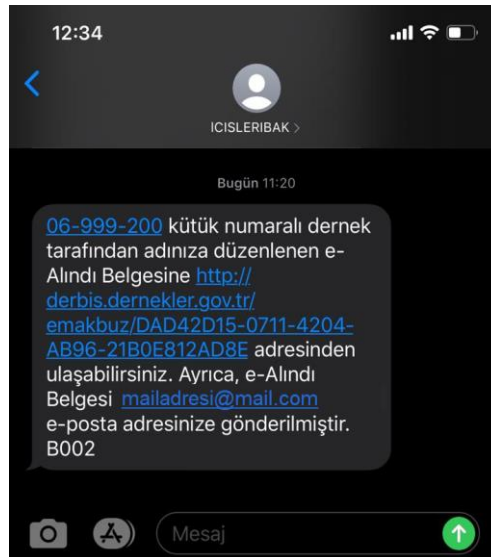 12:34
ICISLERIBAK >
Bugün 11:20
06-999-200 kütük numaralı dernek
tarafından adınıza düzenlenen e-
Alındı Belgesine http://
derbis.dernekler.gov.tr/
emakbuz/DAD42D15-0711-4204-
AB96-21B0E812AD8E adresinden
ulaşabilirsiniz. Ayrıca, e-Alındı
Belgesi mailadresi@mail.com
e-posta adresinize gönderilmiştir.
B002
Mesaj